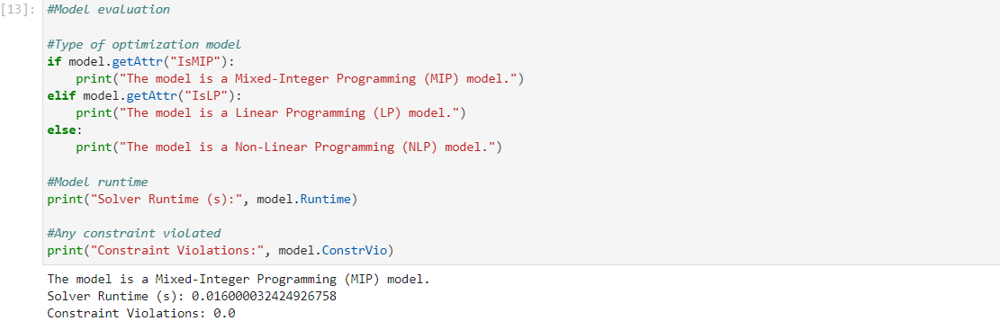 [13]: #Model evaluation
#Type of optimization model
if model.getAttr("IsMIP"):
    print("The model is a Mixed-Integer Programming (MIP) model.")
elif model.getAttr("IsLP"):
    print("The model is a Linear Programming (LP) model.")
else:
    print("The model is a Non-Linear Programming (NLP) model.")
#Model runtime
print("Solver Runtime (s):", model.Runtime)
#Any constraint violated
print("Constraint Violations:", model.ConstrVio)
The model is a Mixed-Integer Programming (MIP) model.
Solver Runtime (s): 0.016000032424926758
Constraint Violations: 0.0